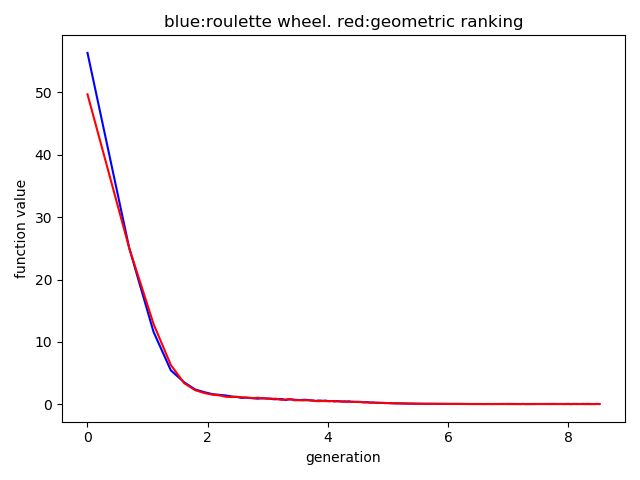 blue:roulette wheel. red:geometric ranking
function value
50
40
30
20
10
0
0 2 4 6 8
generation